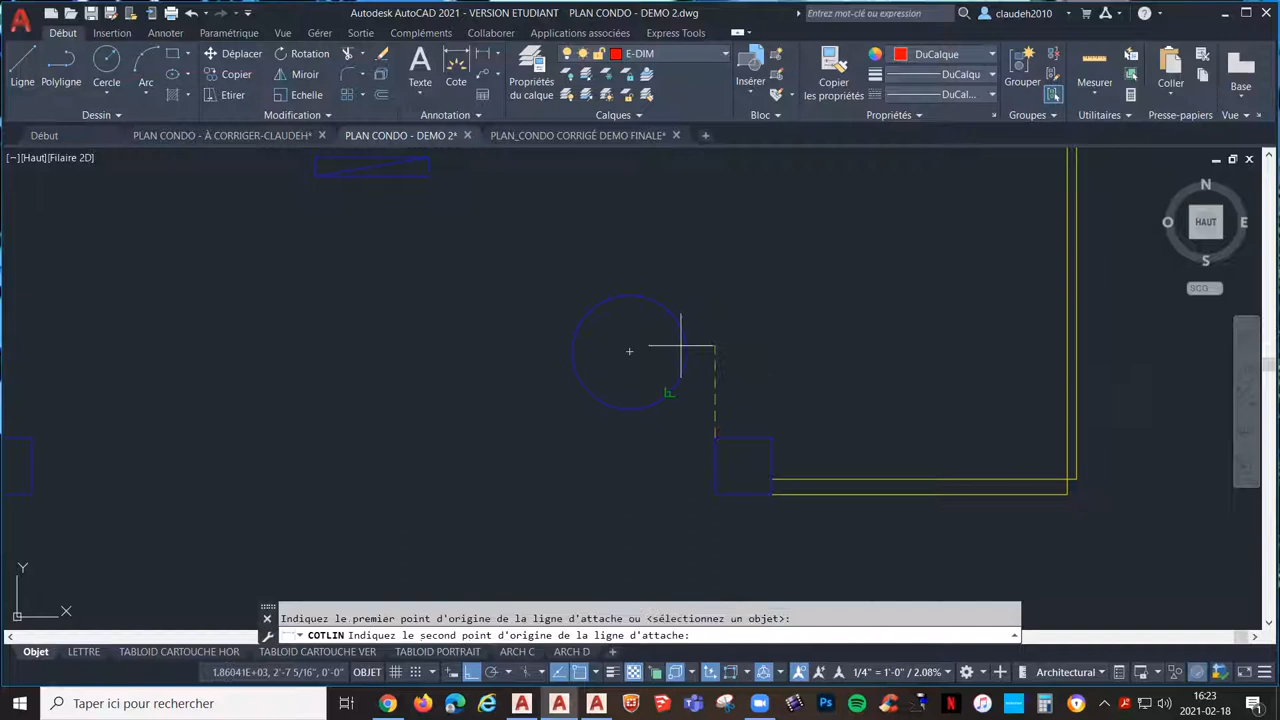 Autodesk AutoCAD 2021 - VERSION ETUDIANT PLAN CONDO - DEMO 2.dwg
Entrez mot-clé ou expression
claudeh2010
Début Insertion Annoter Paramétrique Vue Gérer Sortie Compléments Collaborer Applications associées Express Tools
Ligne
Polyligne
Cercle
Arc
Déplacer
Rotation
Copier
Miroir
Etirer
Echelle
Texte
Cote
Propriétés
du calque
E-DIM
Insérer
Copier
les propriétés
DuCalque
DuCalqu
DuCal...
Grouper
Mesurer
Coller
Base
Dessin
Modification
Annotation
Calques
Bloc
Propriétés
Groupes
Utilitaires
Presse-papiers
Vue
Début
PLAN CONDO - À CORRIGER-CLAUDEH*
PLAN CONDO - DEMO 2*
PLAN_CONDO CORRIGÉ DEMO FINALE*
[−][Haut][Filaire 2D]
N
O
HAUT
E
S
SCG
Y
X
Indiquez le premier point d'origine de la ligne d'attache ou <sélectionnez un objet>:
COTLIN Indiquez le second point d'origine de la ligne d'attache:
Objet LETTRE TABLOID CARTOUCHE HOR TABLOID CARTOUCHE VER TABLOID PORTRAIT ARCH C ARCH D
1.86041E+03, 2'-7 5/16", 0'-0" OBJET
1/4" = 1'-0" / 2.08%
Architectural
Taper ici pour rechercher
16:23
2021-02-18